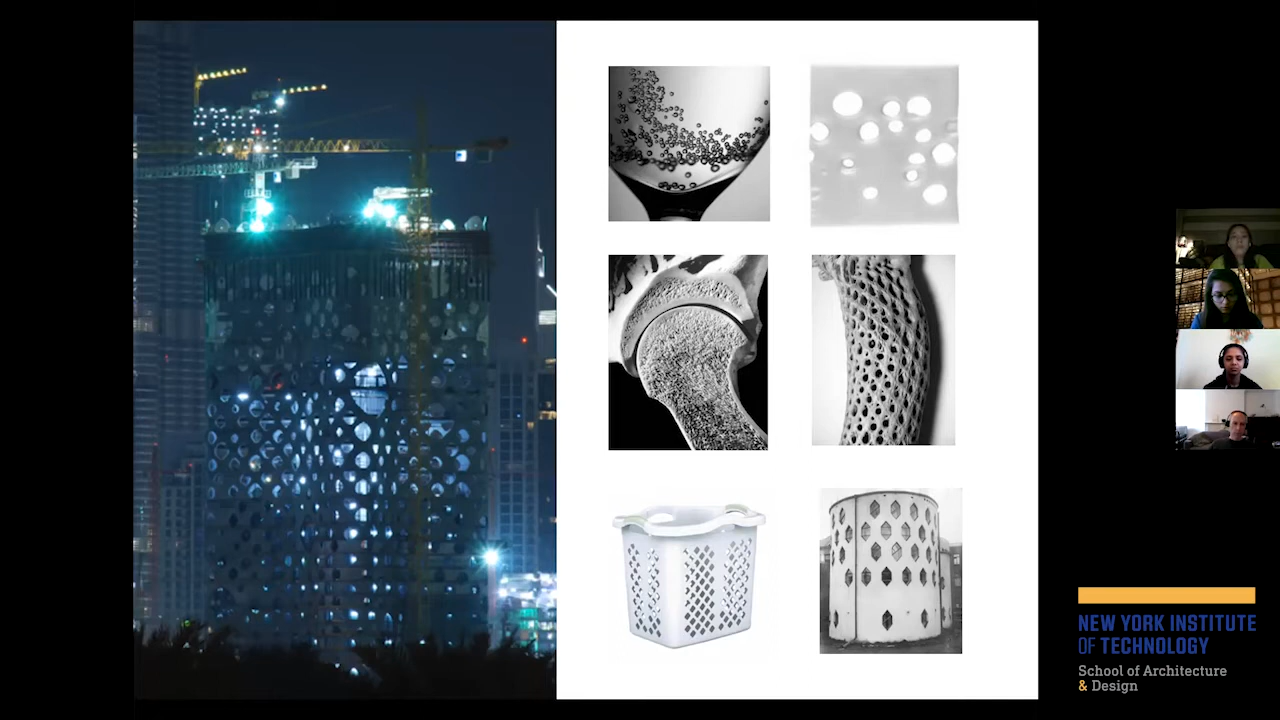 NEW YORK INSTITUTE
OF TECHNOLOGY
School of Architecture
& Design